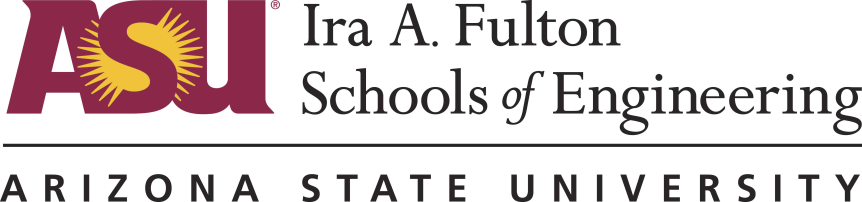 ASU® Ira A. Fulton
Schools of Engineering
ARIZONA STATE UNIVERSITY